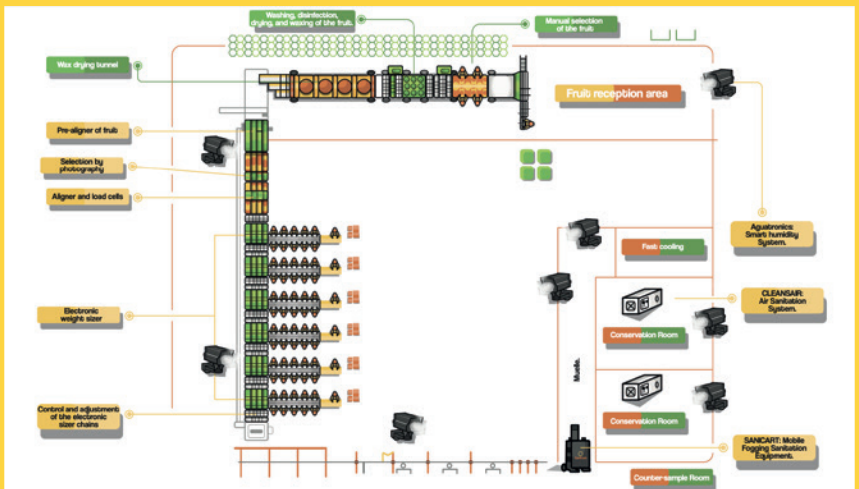 Washing, disinfection,
drying, and waxing of the fruit.
Manual selection
of the fruit
Wax drying tunnel
Fruit reception area
Pre-aligner of fruit
Selection by
photography
Aligner and load cells
Aguatronics:
Smart humidity
System.
Fast cooling
CLEANSAIR:
Air Sanitation
System.
Conservation Room
Electronic
weight sizer
Muelle.
Conservation Room
Control and adjustment
of the electronic
sizer chains
SANICART: Mobile
Fogging Sanitation
Equipment.
Counter-sample Room